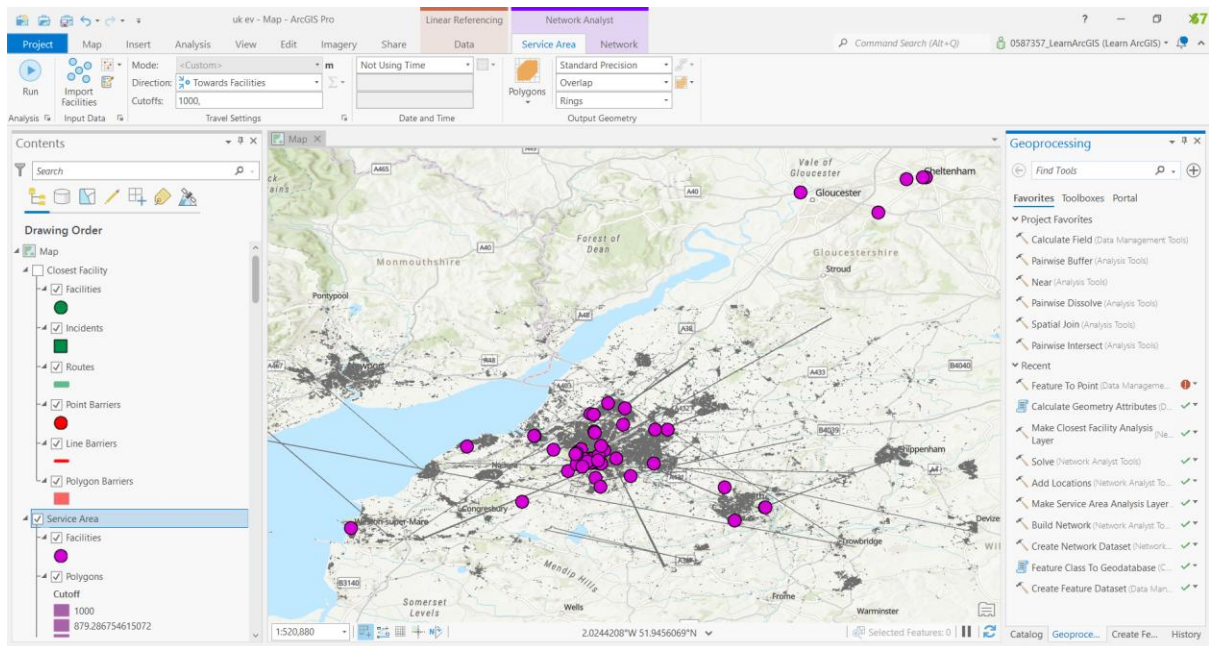 uk ev - Map - ArcGIS Pro
Linear Referencing
Network Analyst
?
67
Project Map Insert Analysis View Edit Imagery Share Data Service Area Network
Command Search (Alt+Q)
0587357_LearnArcGIS (Learn ArcGIS)
Run
Import Facilities
Mode: <Custom>
Direction: Towards Facilities
Cutoffs: 1000,
m
Not Using Time
Polygons
Standard Precision
Overlap
Rings
Analysis
Input Data
Travel Settings
Date and Time
Output Geometry
Contents
Search
Drawing Order
Map
Closest Facility
Facilities
Incidents
Routes
Point Barriers
Line Barriers
Polygon Barriers
Service Area
Facilities
Polygons
Cutoff
1000
879.286754615072
Map
A465
Vale of
Gloucester
Cheltenham
A40
Gloucester
Forest of
Dean
A40
Monmouthshire
Gloucestershire
Stroud
Pontypool
A48
A38
A48
A433
B4040
A403
A432
B4039
Chippenham
A4
Congresbury
Weston-super-Mare
Devize
Trowbridge
Mendip Hills
B3140
Frome
Somerset
Levels
Wells
Warminster
1:520,880
2.0244208°W 51.9456069°N
Selected Features: 0
Geoprocessing
Find Tools
Favorites Toolboxes Portal
Project Favorites
Calculate Field (Data Management Tools)
Pairwise Buffer (Analysis Tools)
Near (Analysis Tools)
Pairwise Dissolve (Analysis Tools)
Spatial Join (Analysis Tools)
Pairwise Intersect (Analysis Tools)
Recent
Feature To Point (Data Manageme...
Calculate Geometry Attributes (D...
Make Closest Facility Analysis
Layer (Ne...
Solve (Network Analyst Tools)
Add Locations (Network Analyst To...
Make Service Area Analysis Layer
Build Network (Network Analyst To...
Create Network Dataset (Network...
Feature Class To Geodatabase (C...
Create Feature Dataset (Data Man...
Catalog Geoproce... Create Fe... History